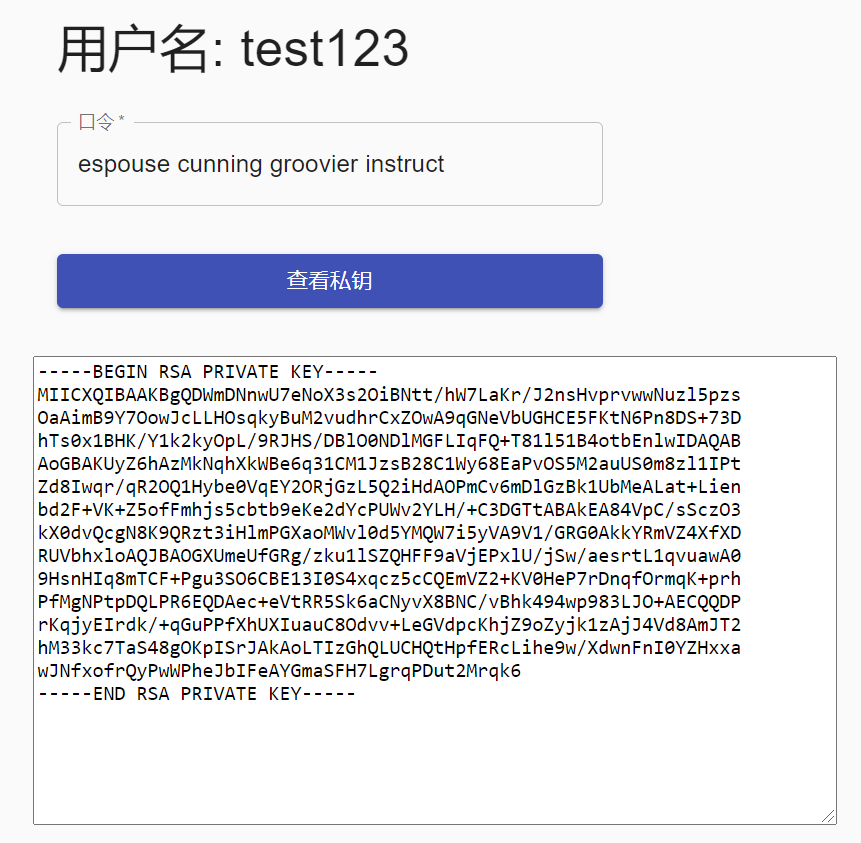 用户名: test123
口令 *
espouse cunning groovier instruct
查看私钥
-----BEGIN RSA PRIVATE KEY-----
MIICXQIBAAKBgQDWmDNnwU7eNoX3s2OiBNtt/hW7LaKr/J2nsHvprvwwNuzl5pzs
OaAimB9Y7OowJcLLHOsqkyBuM2vudhrCxZOwA9qGNeVbUGHCE5FKtN6Pn8DS+73D
hTs0x1BHK/Y1k2kyOpL/9RJHS/DBlO0NDlMGFLIqFQ+T81l51B4otbEnlwIDAQAB
AoGBAKUyZ6hAzMkNqhXkWBe6q31CM1JzsB28C1Wy68EaPvOS5M2auUS0m8zl1IPt
Zd8Iwqr/qR2OQ1Hybe0VqEY2ORjGzL5Q2iHdAOPmCv6mDlGzBk1UbMeALat+Lien
bd2F+VK+Z5ofFmhjs5cbtb9eKe2dYcPUWv2YLH/+C3DGTtABAkEA84VpC/sSczO3
kX0dvQcgN8K9QRzt3iHlmPGXaoMWvl0d5YMQW7i5yVA9V1/GRG0AkkYRmVZ4XfXD
RUVbhxloAQJBAOGXUmeUfGRg/zku1lSZQHFF9aVjEPxlU/jSw/aesrtL1qvuawA0
9HsnHIq8mTCF+Pgu3SO6CBE13I0S4xqcz5cCQEmVZ2+KV0HeP7rDnqfOrmqK+prh
PfMgNPtpDQLPR6EQDAec+eVtRR5Sk6aCNyvX8BNC/vBhk494wp983LJO+AECQQDP
rKqjyEIrdk/+qGuPPfXhUXIuauC8Odvv+LeGVdpcKhjZ9oZyjk1zAjJ4Vd8AmJT2
hM33kc7TaS48gOKpISrJAkAoLTIzGhQLUCHQtHpfERcLihe9w/XdwnFnI0YZHxxa
wJNfxofrQyPwWPheJbIFeAYGmaSFH7LgrqPDut2Mrqk6
-----END RSA PRIVATE KEY-----